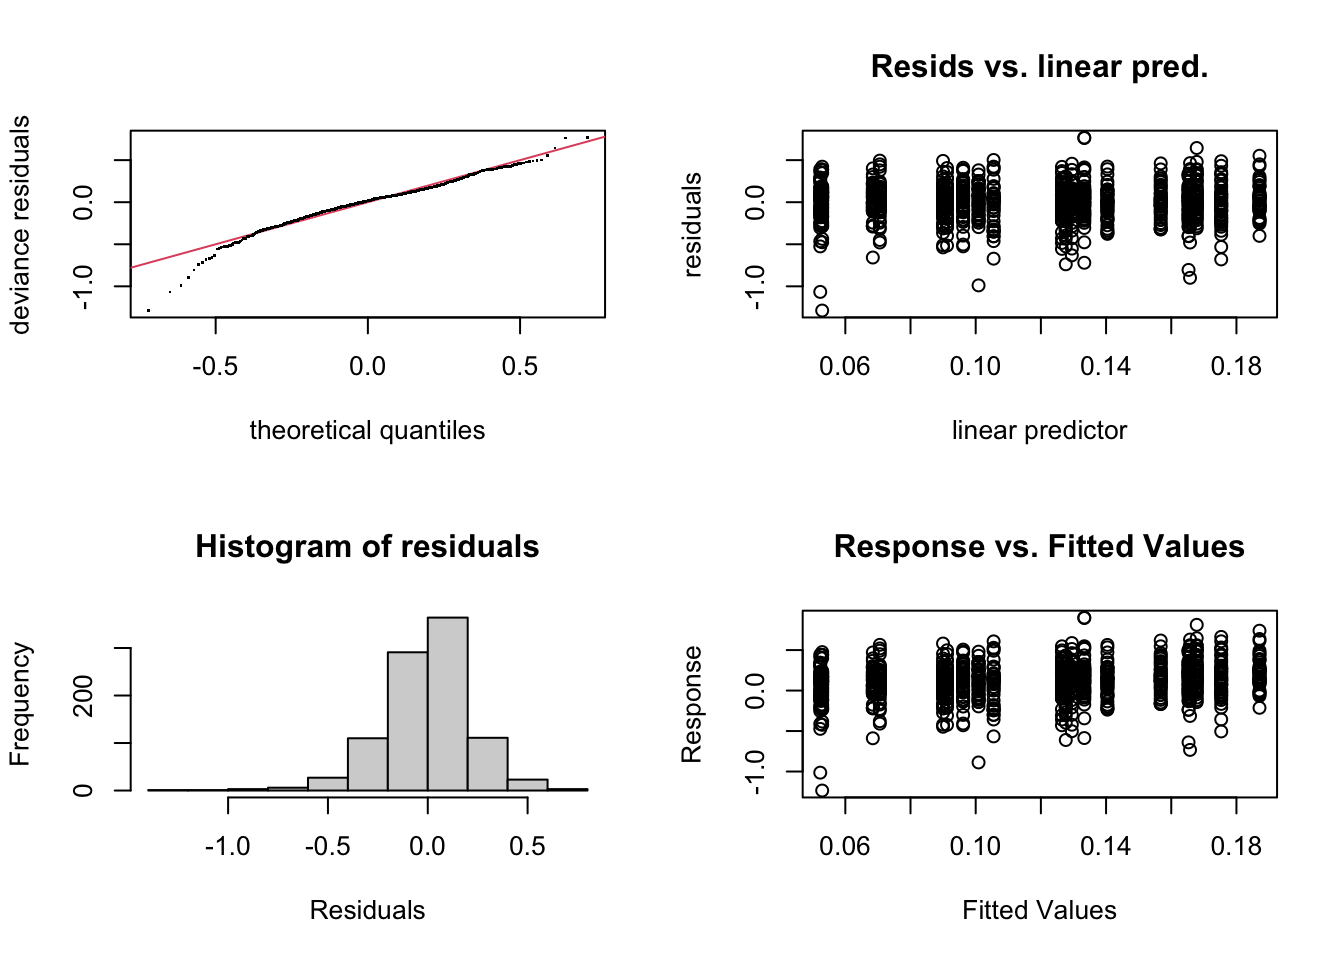 deviance residuals
0.0
-1.0
-0.5 0.0 0.5
theoretical quantiles
Resids vs. linear pred.
residuals
0.0
-1.0
0.06 0.10 0.14 0.18
linear predictor
Histogram of residuals
Frequency
200
0
-1.0 -0.5 0.0 0.5
Residuals
Response vs. Fitted Values
Response
0.0
-1.0
0.06 0.10 0.14 0.18
Fitted Values